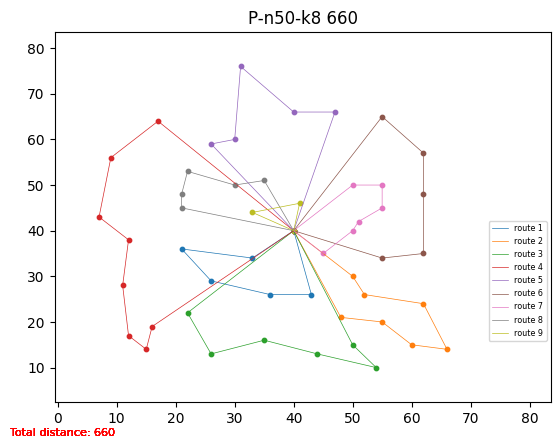 P-n50-k8 660
80
70
60
50
40
30
20
10
0 10 20 30 40 50 60 70 80
route 1
route 2
route 3
route 4
route 5
route 6
route 7
route 8
route 9
Total distance: 660